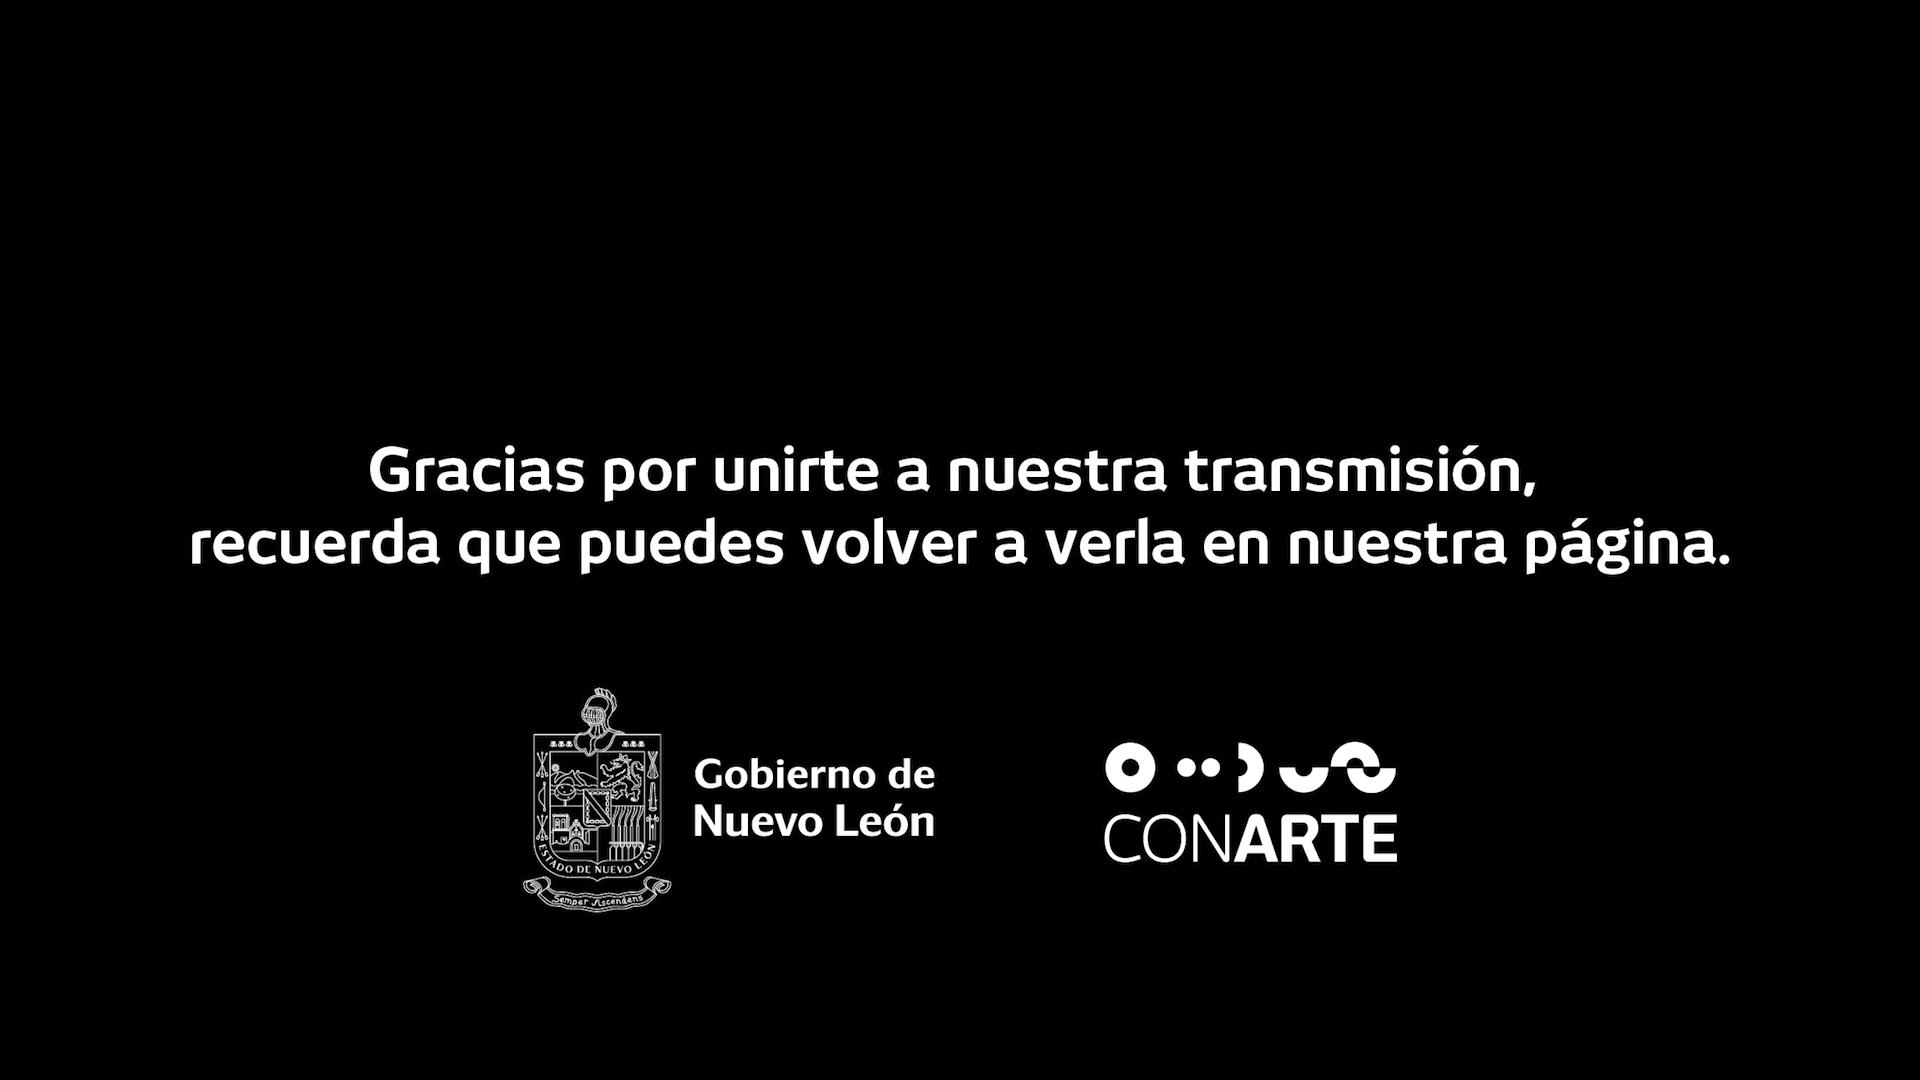 Gracias por unirte a nuestra transmisión,
recuerda que puedes volver a verla en nuestra página.
Gobierno de
Nuevo León
CONARTE
ESTADO DE NUEVO LEÓN
Semper Ascendens